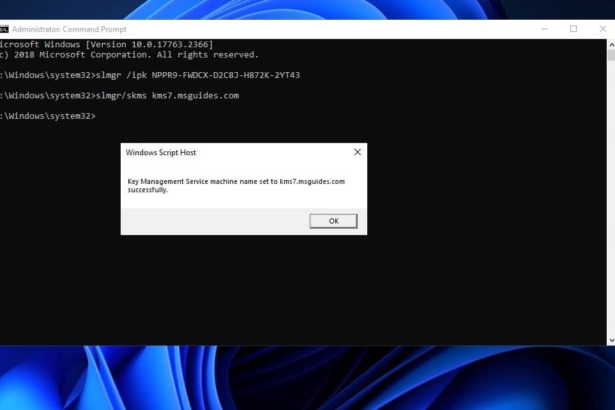 Administrator: Command Prompt
icrosoft Windows [Version 10.0.17763.2366]
c) 2018 Microsoft Corporation. All rights reserved.
:\Windows\system32>slmgr /ipk NPPR9-FWDCX-D2C8J-H872K-2YT43
:\Windows\system32>slmgr/skms kms7.msguides.com
:\Windows\system32>
Windows Script Host
Key Management Service machine name set to kms7.msguides.com
successfully.
OK